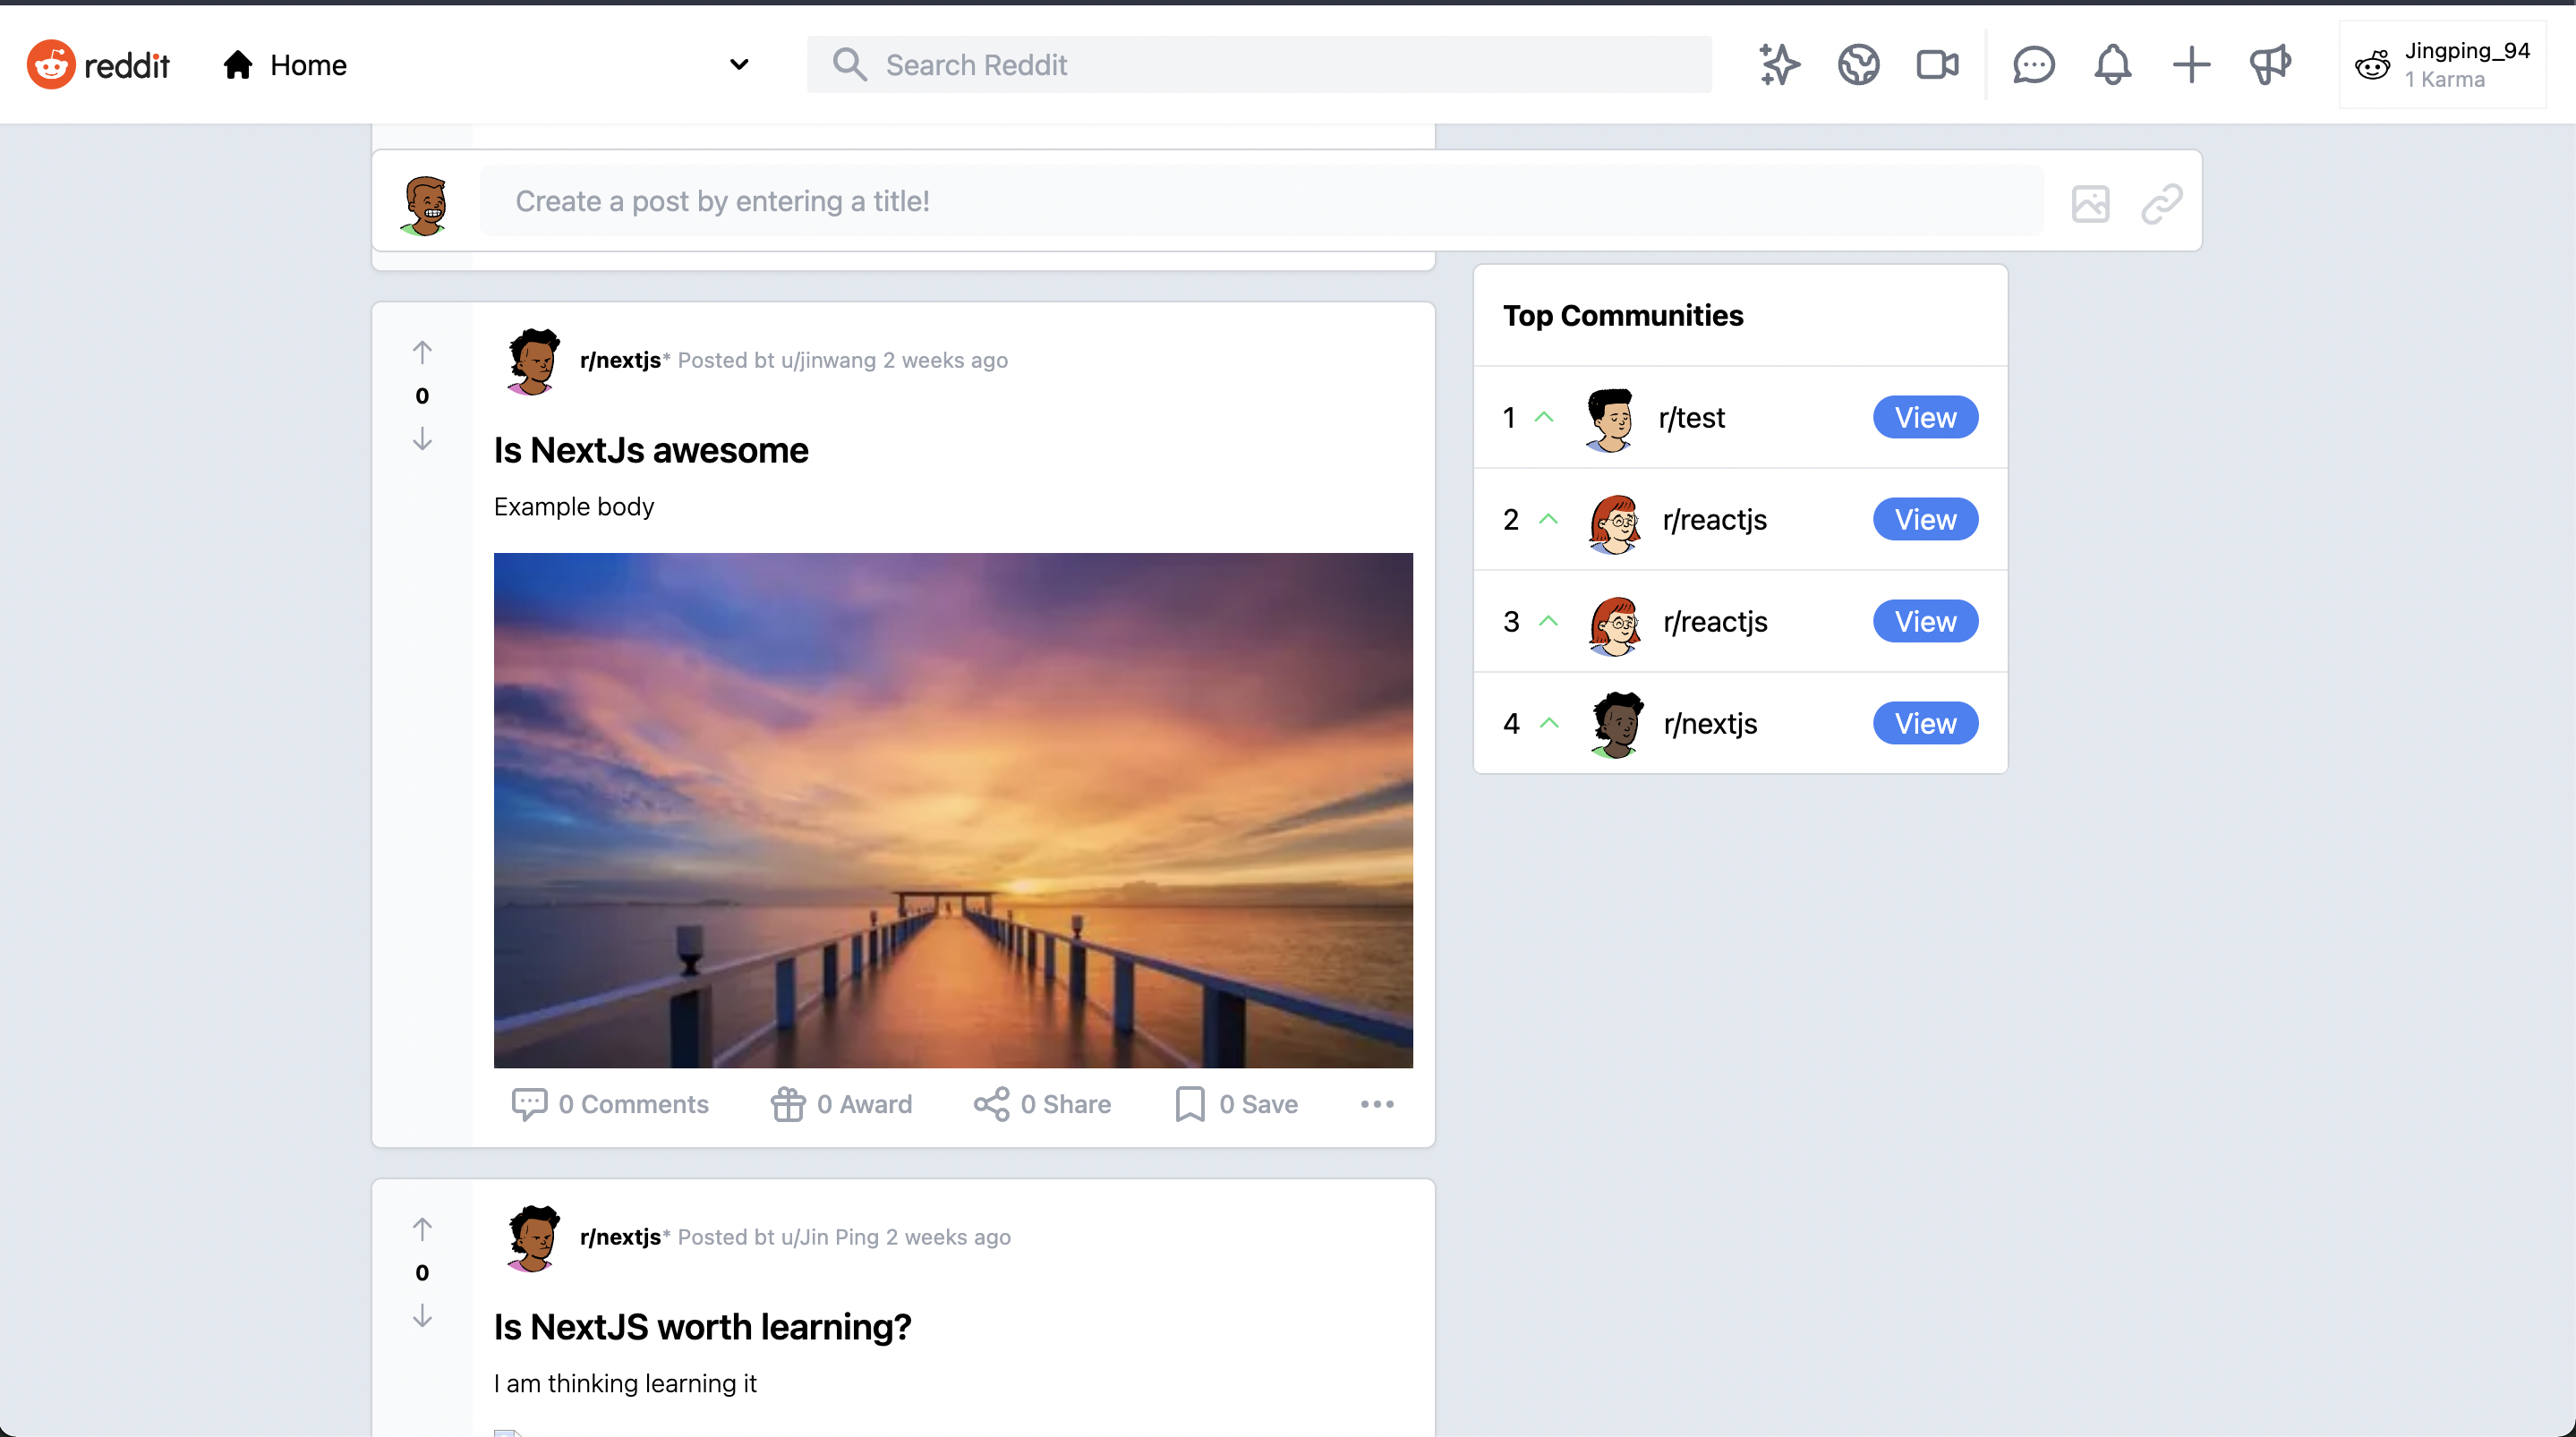 reddit
Home
Search Reddit
Jingping_94
1 Karma
Create a post by entering a title!
0
r/nextjs* Posted bt u/jinwang 2 weeks ago
Is NextJs awesome
Example body
0 Comments
0 Award
0 Share
0 Save
Top Communities
1 r/test View
2 r/reactjs View
3 r/reactjs View
4 r/nextjs View
0
r/nextjs* Posted bt u/Jin Ping 2 weeks ago
Is NextJS worth learning?
I am thinking learning it